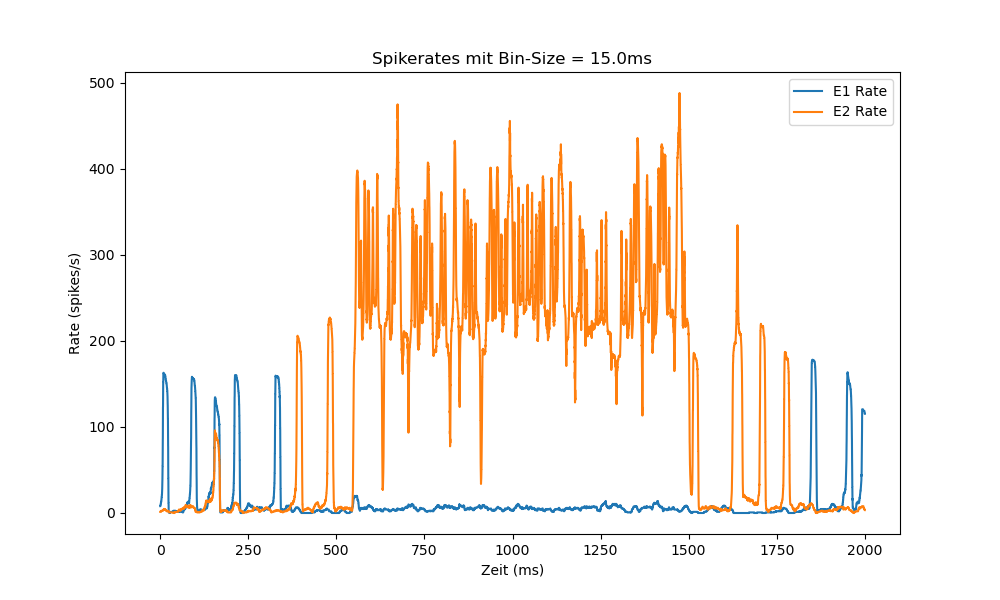 Spikerates mit Bin-Size = 15.0ms
500
400
300
200
100
0
Rate (spikes/s)
E1 Rate
E2 Rate
0 250 500 750 1000 1250 1500 1750 2000
Zeit (ms)